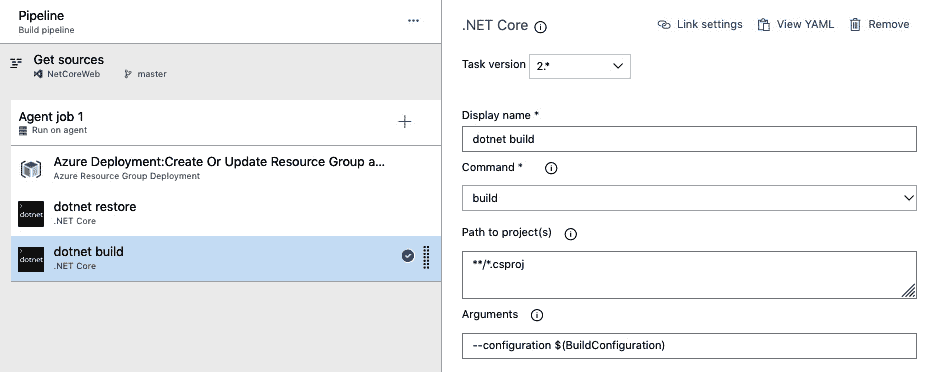 Pipeline
Build pipeline
...
Get sources
NetCoreWeb master
Agent job 1
Run on agent
+
Azure Deployment:Create Or Update Resource Group a...
Azure Resource Group Deployment
dotnet
dotnet restore
.NET Core
dotnet
dotnet build
.NET Core
.NET Core
Link settings View YAML Remove
Task version 2.*
Display name *
dotnet build
Command *
build
Path to project(s)
**/*.csproj
Arguments
--configuration $(BuildConfiguration)